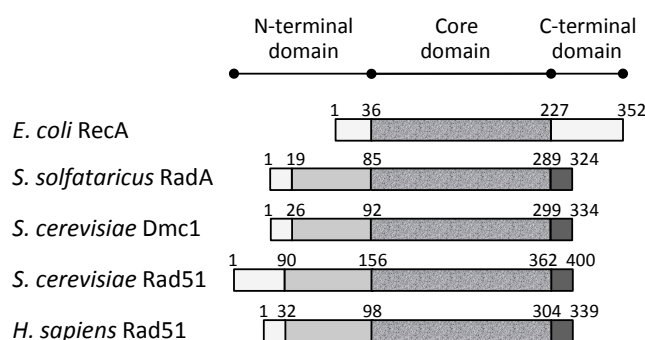 N-terminal domain Core domain C-terminal domain
1 36 227 352
E. coli RecA
1 19 85 289 324
S. solfataricus RadA
1 26 92 299 334
S. cerevisiae Dmc1
1 90 156 362 400
S. cerevisiae Rad51
1 32 98 304 339
H. sapiens Rad51